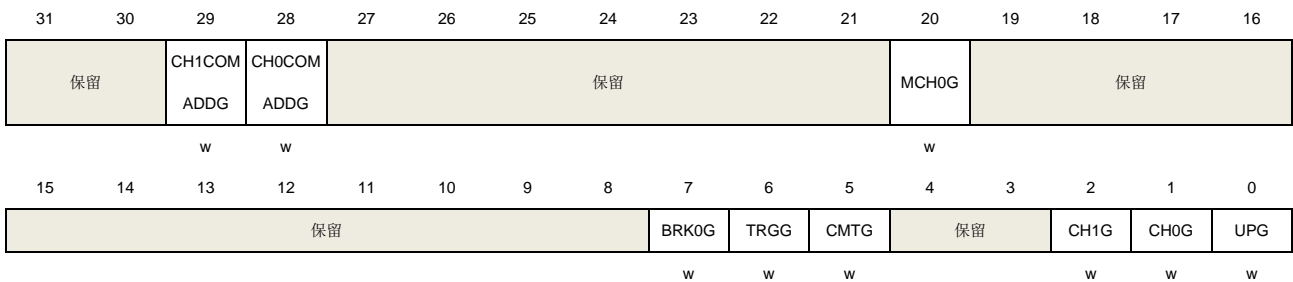 31 30 29 28 27 26 25 24 23 22 21 20 19 18 17 16
保留 CH1COM ADDG CH0COM ADDG 保留 MCH0G 保留
w w w
15 14 13 12 11 10 9 8 7 6 5 4 3 2 1 0
保留 BRK0G TRGG CMTG 保留 CH1G CH0G UPG
w w w w w w